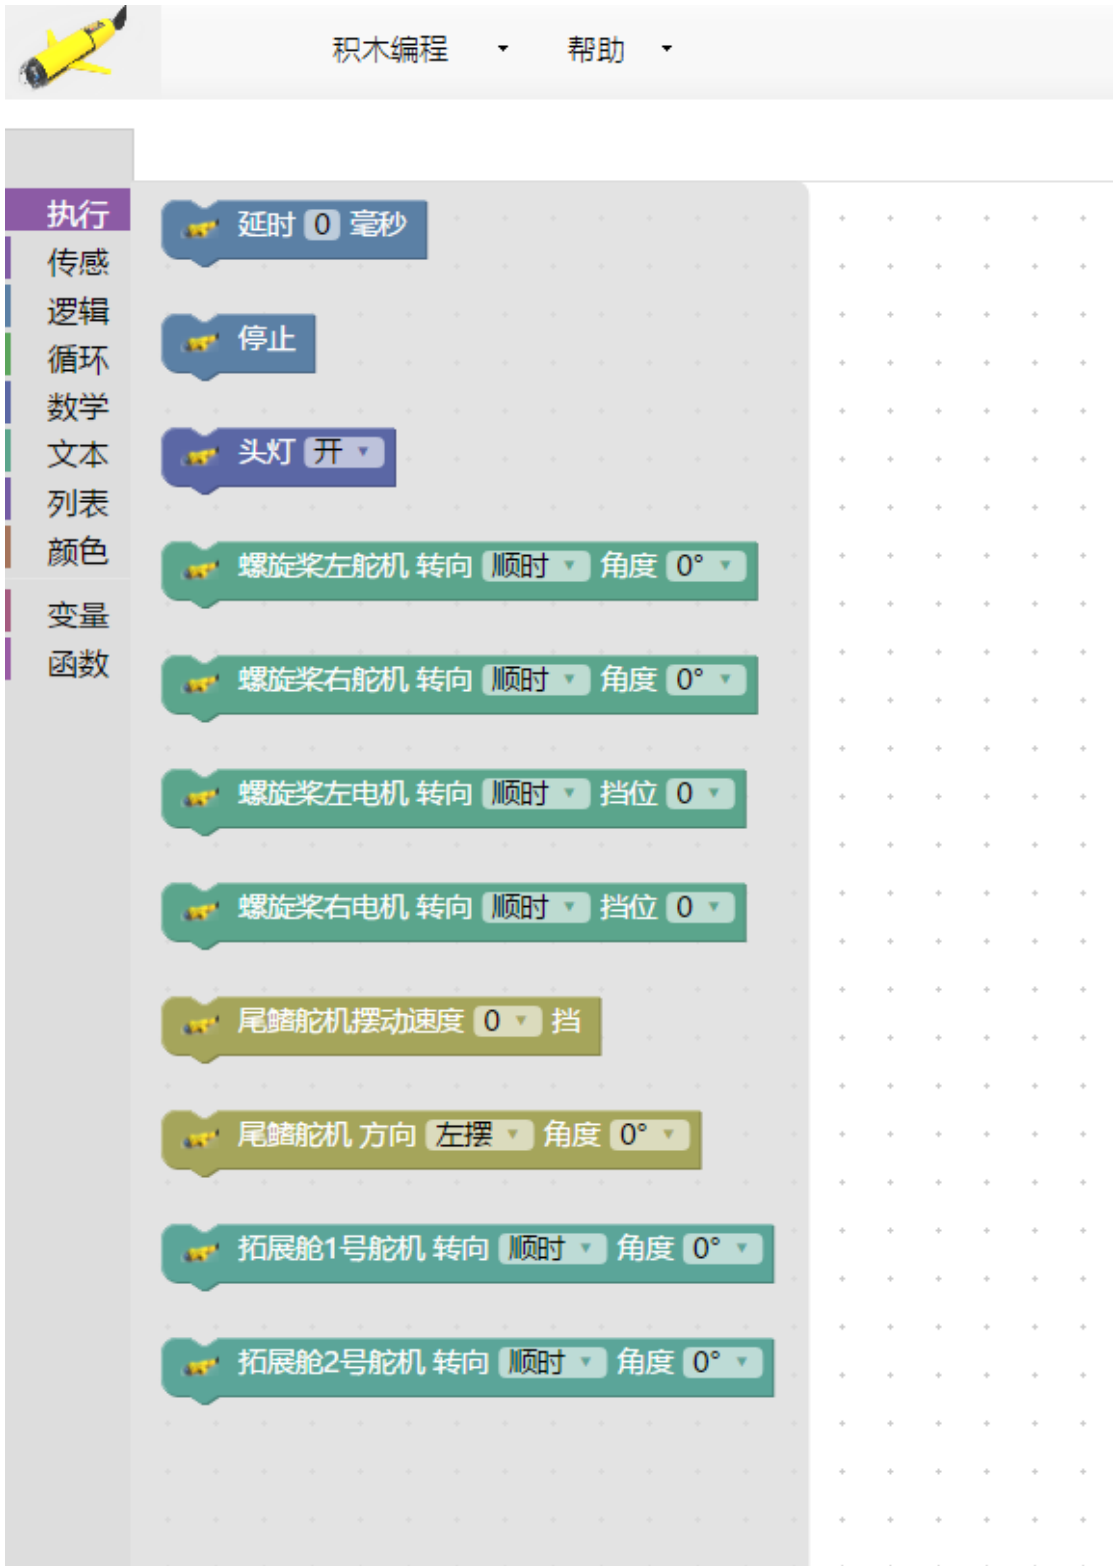 积木编程 帮助
执行
传感
逻辑
循环
数学
文本
列表
颜色
变量
函数
延时 0 毫秒
停止
头灯 开
螺旋桨左舵机 转向 顺时 角度 0°
螺旋桨右舵机 转向 顺时 角度 0°
螺旋桨左电机 转向 顺时 挡位 0
螺旋桨右电机 转向 顺时 挡位 0
尾鳍舵机摆动速度 0 挡
尾鳍舵机 方向 左摆 角度 0°
拓展舱1号舵机 转向 顺时 角度 0°
拓展舱2号舵机 转向 顺时 角度 0°